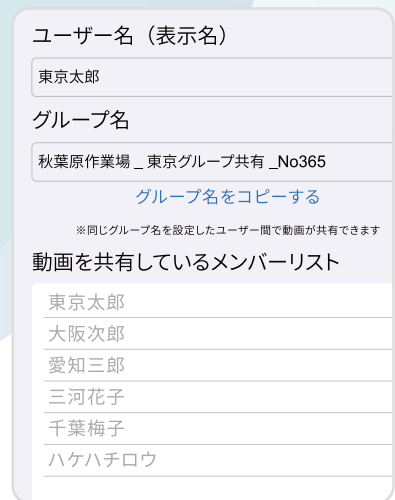 ユーザー名（表示名）
東京太郎
グループ名
秋葉原作業場 _ 東京グループ共有 _No365
グループ名をコピーする
※同じグループ名を設定したユーザー間で動画が共有できます
動画を共有しているメンバーリスト
東京太郎
大阪次郎
愛知三郎
三河花子
千葉梅子
ハケハチロウ